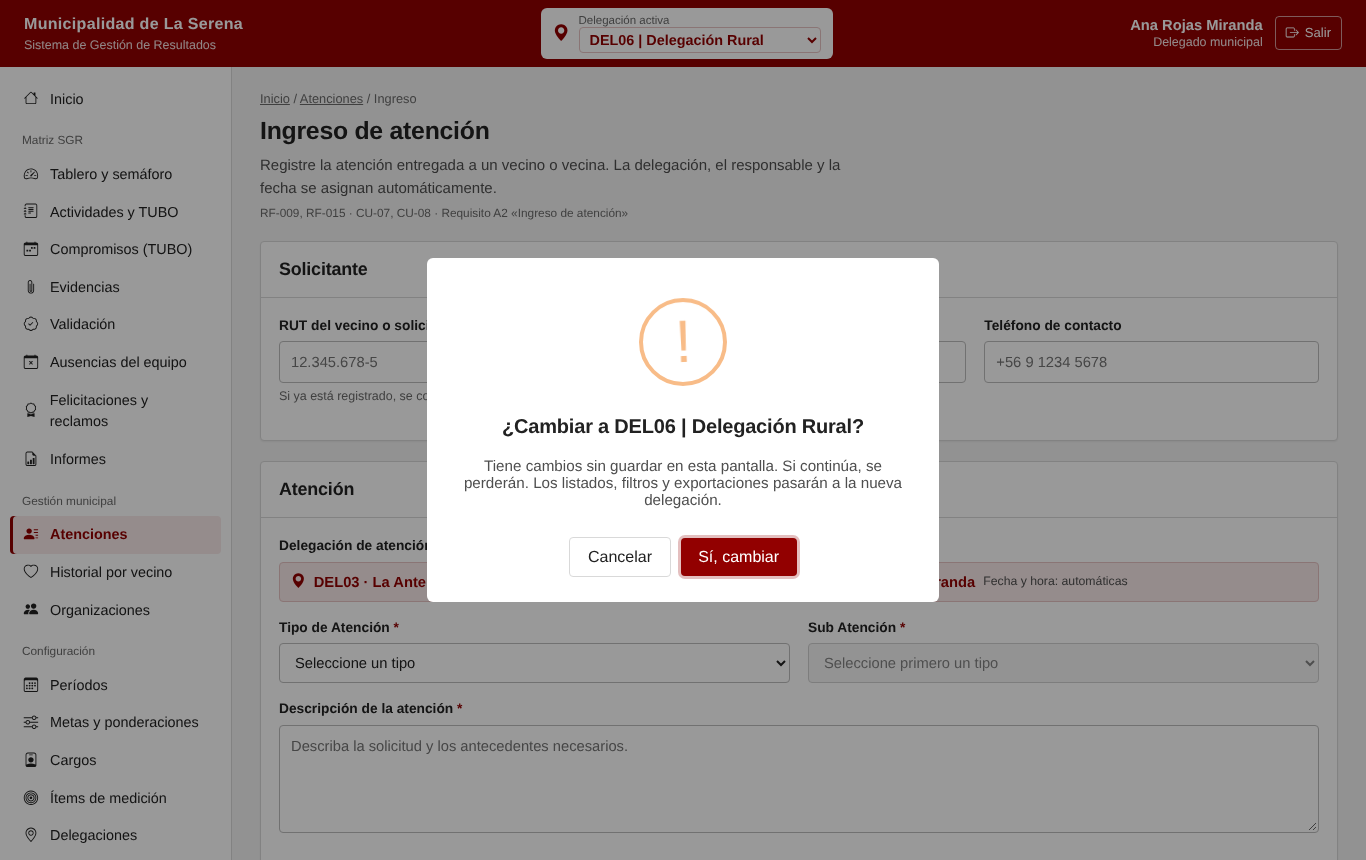 Municipalidad de La Serena
Sistema de Gestión de Resultados
Delegación activa
DEL06 | Delegación Rural
Ana Rojas Miranda
Delegado municipal
Salir
Inicio
Matriz SGR
Tablero y semáforo
Actividades y TUBO
Compromisos (TUBO)
Evidencias
Validación
Ausencias del equipo
Felicitaciones y
reclamos
Informes
Gestión municipal
Atenciones
Historial por vecino
Organizaciones
Configuración
Períodos
Metas y ponderaciones
Cargos
Ítems de medición
Delegaciones
Inicio / Atenciones / Ingreso
Ingreso de atención
Registre la atención entregada a un vecino o vecina. La delegación, el responsable y la
fecha se asignan automáticamente.
RF-009, RF-015 · CU-07, CU-08 · Requisito A2 «Ingreso de atención»
Solicitante
RUT del vecino o solic
Teléfono de contacto
12.345.678-5
+56 9 1234 5678
Si ya está registrado, se co
¿Cambiar a DEL06 | Delegación Rural?
Tiene cambios sin guardar en esta pantalla. Si continúa, se
perderán. Los listados, filtros y exportaciones pasarán a la nueva
delegación.
Cancelar
Sí, cambiar
Atención
Delegación de atención
DEL03 · La Ante
randa Fecha y hora: automáticas
Tipo de Atención *
Sub Atención *
Seleccione un tipo
Seleccione primero un tipo
Descripción de la atención *
Describa la solicitud y los antecedentes necesarios.